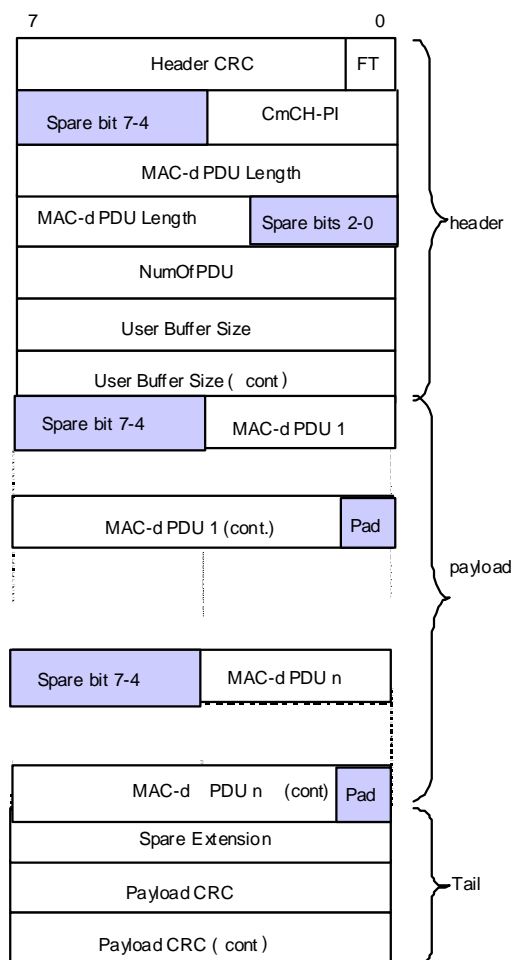 7 0
Header CRC FT
Spare bit 7-4 CmCH-PI
MAC-d PDU Length
MAC-d PDU Length Spare bits 2-0
header
NumOfPDU
User Buffer Size
User Buffer Size ( cont)
Spare bit 7-4 MAC-d PDU 1
MAC-d PDU 1 (cont.) Pad
payload
Spare bit 7-4 MAC-d PDU n
MAC-d PDU n (cont) Pad
Spare Extension
Payload CRC
Tail
Payload CRC ( cont)